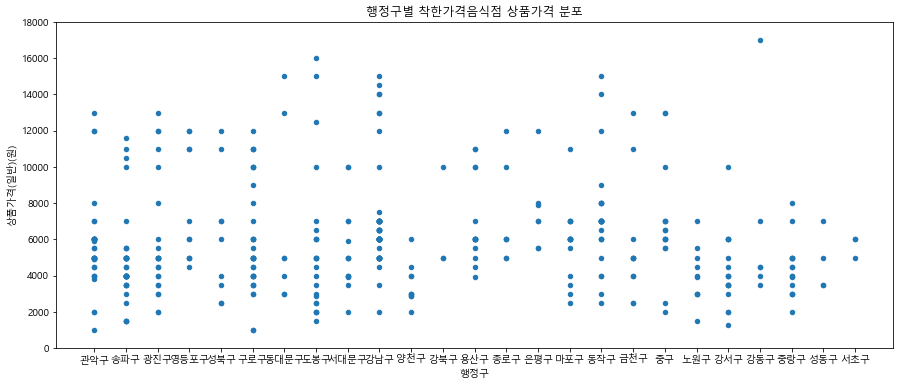 행정구별 착한가격음식점 상품가격 분포
18000
16000
14000
12000
10000
8000
6000
4000
2000
0
상품가격(일반)(원)
관악구 송파구 광진구 영등포구 성북구 구로구 동대문구 도봉구 서대문구 강남구 양천구 강북구 용산구 종로구 은평구 마포구 동작구 금천구 중구 노원구 강서구 강동구 중랑구 성동구 서초구
행정구